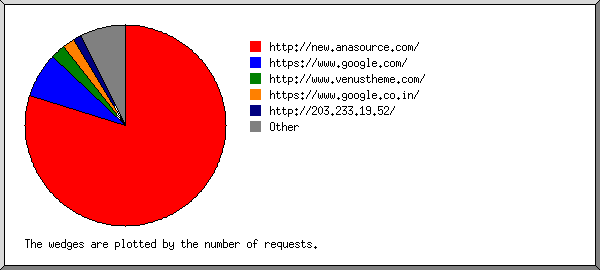 http://new.anasource.com/
https://www.google.com/
http://www.venustheme.com/
https://www.google.co.in/
http://203.233.19.52/
Other
The wedges are plotted by the number of requests.